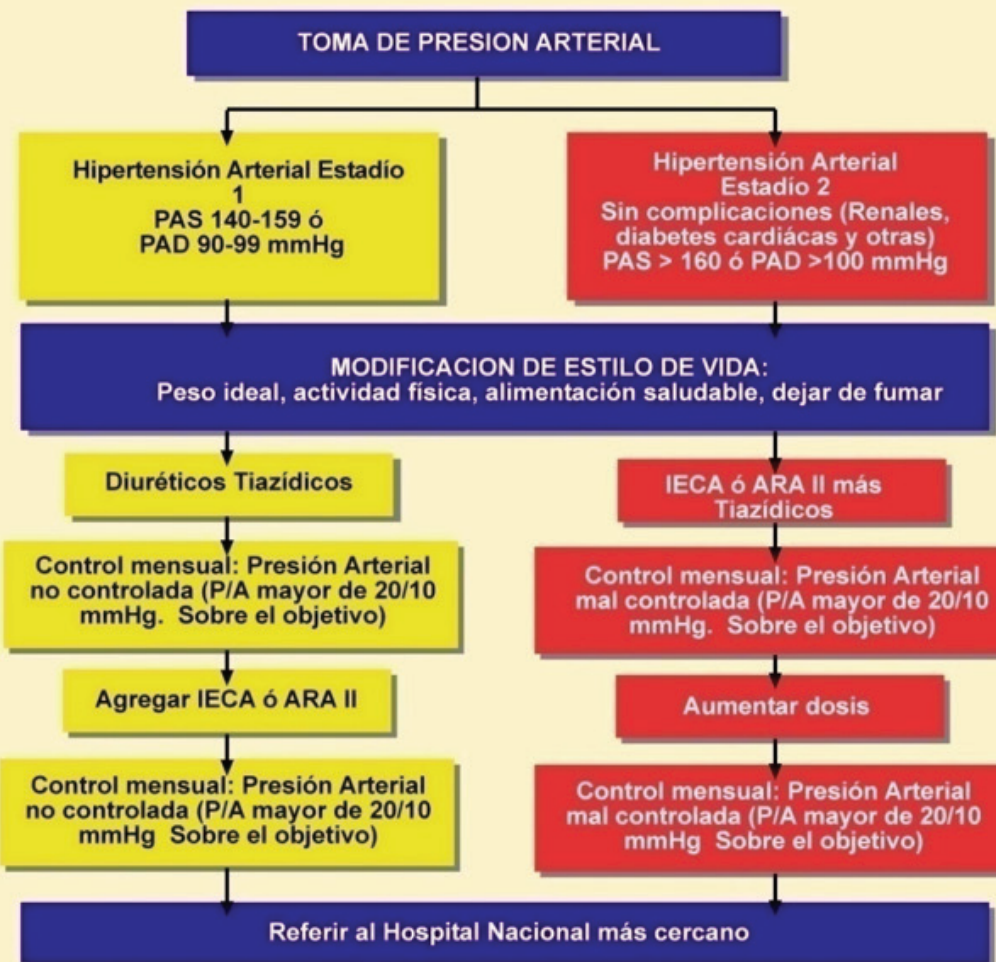 TOMA DE PRESION ARTERIAL
Hipertensión Arterial Estadío
1
PAS 140-159 ó
PAD 90-99 mmHg
Hipertensión Arterial
Estadío 2
Sin complicaciones (Renales,
diabetes cardiácas y otras)
PAS > 160 ó PAD >100 mmHg
MODIFICACION DE ESTILO DE VIDA:
Peso ideal, actividad física, alimentación saludable, dejar de fumar
Diuréticos Tiazídicos
Control mensual: Presión Arterial
no controlada (P/A mayor de 20/10
mmHg. Sobre el objetivo)
Agregar IECA ó ARA II
Control mensual: Presión Arterial
no controlada (P/A mayor de 20/10
mmHg Sobre el objetivo)
IECA ó ARA II más
Tiazídicos
Control mensual: Presión Arterial
mal controlada (P/A mayor de 20/10
mmHg. Sobre el objetivo)
Aumentar dosis
Control mensual: Presión Arterial
mal controlada (P/A mayor de 20/10
mmHg Sobre el objetivo)
Referir al Hospital Nacional más cercano